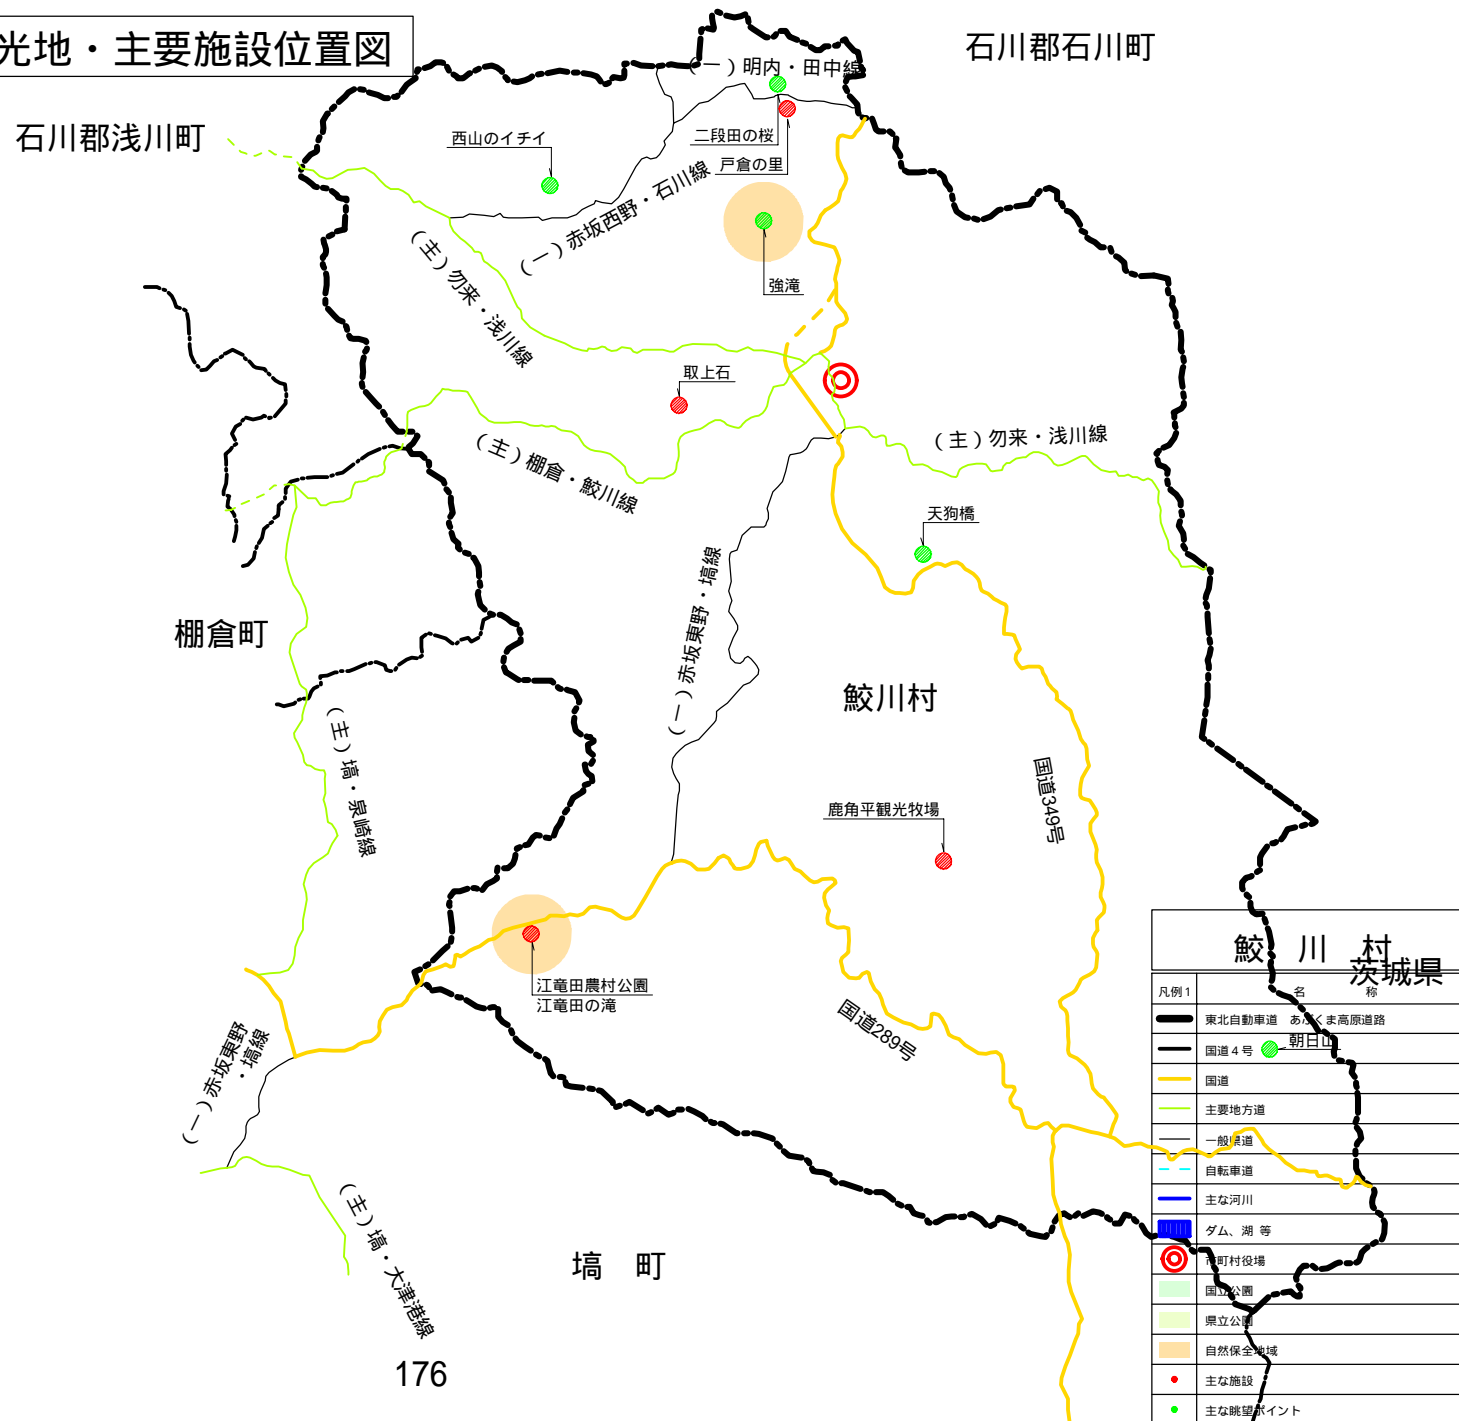 光地・主要施設位置図
石川郡石川町
(一)明内・田中線
石川郡浅川町
西山のイチイ
二段田の桜
戸倉の里
(一)赤坂西野・石川線
(主)勿来・浅川線
強滝
取上石
(主)棚倉・鮫川線
(主)勿来・浅川線
天狗橋
(一)赤坂東野・塙線
棚倉町
鮫川村
(主)塙・泉崎線
国道349号
鹿角平観光牧場
江竜田農村公園
江竜田の滝
国道289号
(一)赤坂東野
・塙線
(主)塙・大津港線
塙 町
176
鮫 川 村
茨城県
凡例1 名 称
東北自動車道 あぶくま高原道路
国道4号
朝日山
国道
主要地方道
一般県道
自転車道
主な河川
ダム、湖 等
市町村役場
国立公園
県立公園
自然保全地域
主な施設
主な眺望ポイント